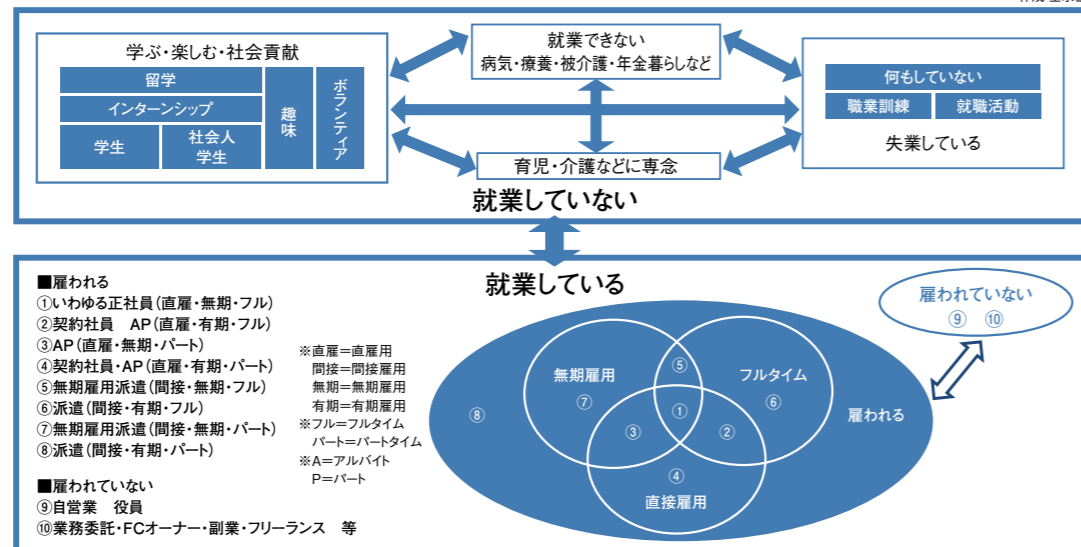 学ぶ・楽しむ・社会貢献
留学
インターンシップ
学生
社会人
学生
趣味
ボランティア
就業できない
病気・療養・被介護・年金暮らしなど
育児・介護などに専念
何もしていない
職業訓練
就職活動
失業している
就業していない
就業している
■雇われる
①いわゆる正社員(直雇・無期・フル)
②契約社員 AP(直雇・有期・フル)
③AP(直雇・無期・パート)
④契約社員・AP(直雇・有期・パート)
⑤無期雇用派遣(間接・無期・フル)
⑥派遣(間接・有期・フル)
⑦無期雇用派遣(間接・無期・パート)
⑧派遣(間接・有期・パート)
■雇われていない
⑨自営業 役員
⑩業務委託・FCオーナー・副業・フリーランス 等
※直雇=直雇用
間接=間接雇用
無期=無期雇用
有期=有期雇用
※フル=フルタイム
パート=パートタイム
※A=アルバイト
P=パート
無期雇用
フルタイム
⑤
⑦
⑥
①
⑧
③
②
雇われる
④
直接雇用
雇われていない
⑨ ⑩